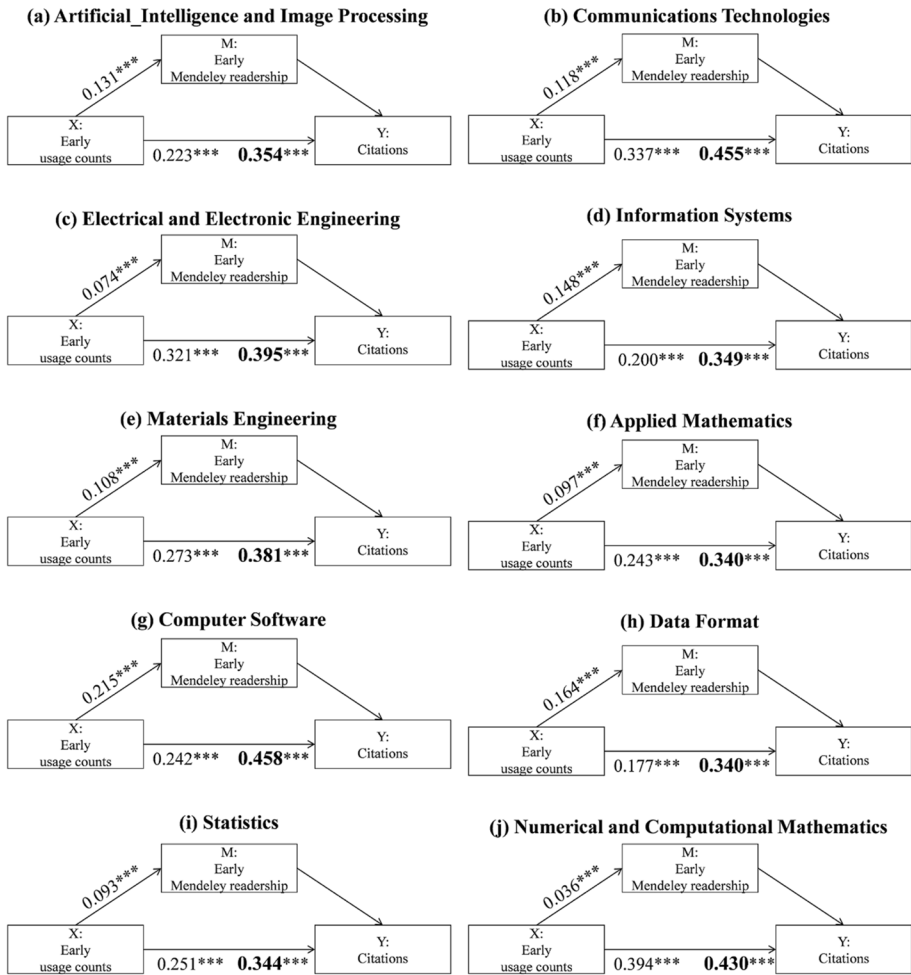 (a) Artificial_Intelligence and Image Processing
M:
Early
Mendeley readership
0.131***
X:
Early
usage counts
0.223*** 0.354***
Y:
Citations
(b) Communications Technologies
M:
Early
Mendeley readership
0.118***
X:
Early
usage counts
0.337*** 0.455***
Y:
Citations
(c) Electrical and Electronic Engineering
M:
Early
Mendeley readership
0.074***
X:
Early
usage counts
0.321*** 0.395***
Y:
Citations
(d) Information Systems
M:
Early
Mendeley readership
0.148***
X:
Early
usage counts
0.200*** 0.349***
Y:
Citations
(e) Materials Engineering
M:
Early
Mendeley readership
0.108***
X:
Early
usage counts
0.273*** 0.381***
Y:
Citations
(f) Applied Mathematics
M:
Early
Mendeley readership
0.097***
X:
Early
usage counts
0.243*** 0.340***
Y:
Citations
(g) Computer Software
M:
Early
Mendeley readership
0.215***
X:
Early
usage counts
0.242*** 0.458***
Y:
Citations
(h) Data Format
M:
Early
Mendeley readership
0.164***
X:
Early
usage counts
0.177*** 0.340***
Y:
Citations
(i) Statistics
M:
Early
Mendeley readership
0.093***
X:
Early
usage counts
0.251*** 0.344***
Y:
Citations
(j) Numerical and Computational Mathematics
M:
Early
Mendeley readership
0.036***
X:
Early
usage counts
0.394*** 0.430***
Y:
Citations